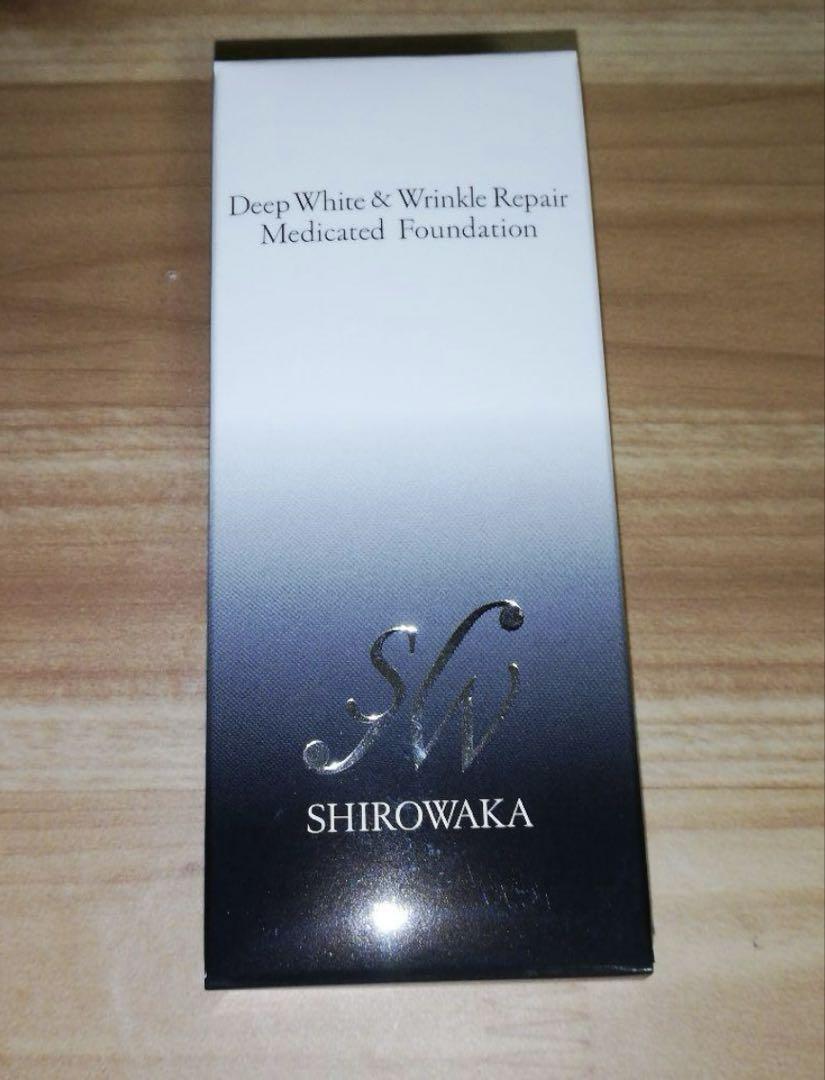 Deep White & Wrinkle Repair
Medicated Foundation
SW
SHIROWAKA